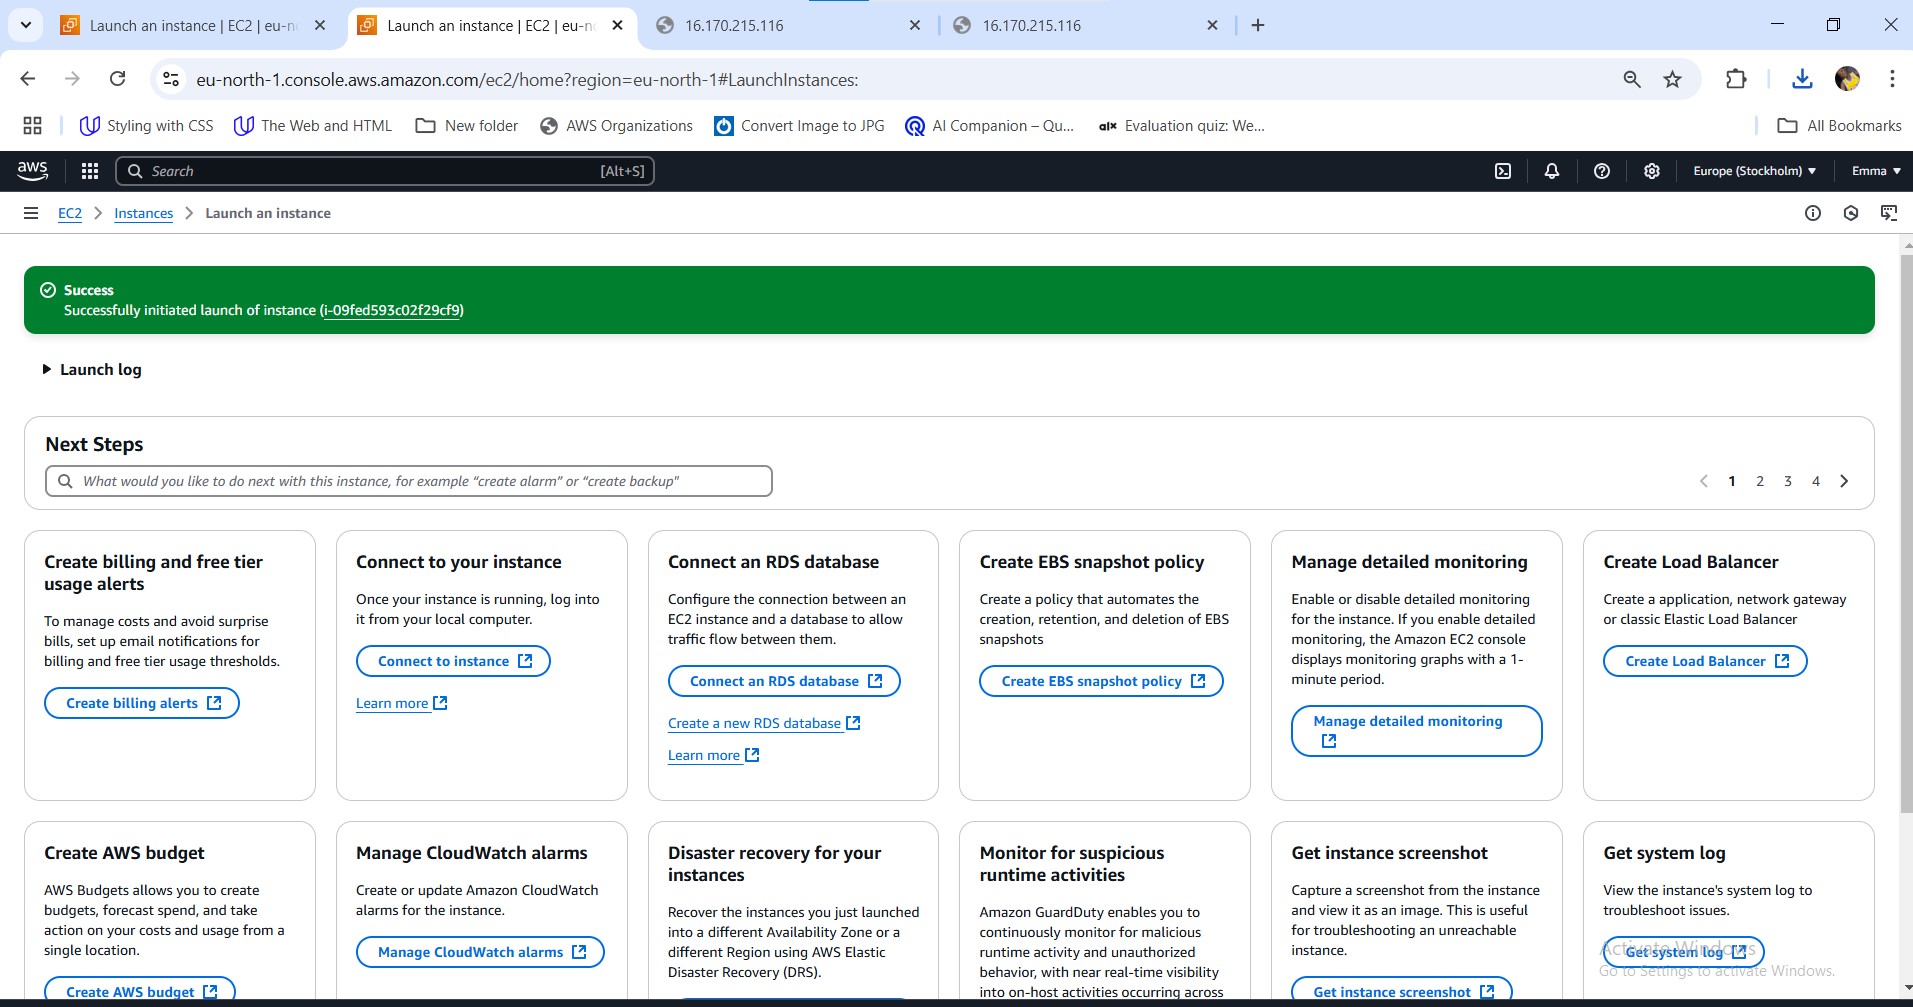 Launch an instance | EC2 | eu-n
Launch an instance | EC2 | eu-no
16.170.215.116
16.170.215.116
eu-north-1.console.aws.amazon.com/ec2/home?region=eu-north-1#LaunchInstances:
Styling with CSS
The Web and HTML
New folder
AWS Organizations
Convert Image to JPG
AI Companion – Qu...
alx
Evaluation quiz: We...
All Bookmarks
aws
Search
[Alt+S]
Europe (Stockholm)
Emma
EC2
Instances
Launch an instance
Success
Successfully initiated launch of instance (i-09fed593c02f29cf9)
Launch log
Next Steps
What would you like to do next with this instance, for example “create alarm” or “create backup”
1
2
3
4
Create billing and free tier
usage alerts
To manage costs and avoid surprise
bills, set up email notifications for
billing and free tier usage thresholds.
Create billing alerts
Connect to your instance
Once your instance is running, log into
it from your local computer.
Connect to instance
Learn more
Connect an RDS database
Configure the connection between an
EC2 instance and a database to allow
traffic flow between them.
Connect an RDS database
Create a new RDS database
Learn more
Create EBS snapshot policy
Create a policy that automates the
creation, retention, and deletion of EBS
snapshots
Create EBS snapshot policy
Manage detailed monitoring
Enable or disable detailed monitoring
for the instance. If you enable detailed
monitoring, the Amazon EC2 console
displays monitoring graphs with a 1-
minute period.
Manage detailed monitoring
Create Load Balancer
Create a application, network gateway
or classic Elastic Load Balancer
Create Load Balancer
Create AWS budget
AWS Budgets allows you to create
budgets, forecast spend, and take
action on your costs and usage from a
single location.
Create AWS budget
Manage CloudWatch alarms
Create or update Amazon CloudWatch
alarms for the instance.
Manage CloudWatch alarms
Disaster recovery for your
instances
Recover the instances you just launched
into a different Availability Zone or a
different Region using AWS Elastic
Disaster Recovery (DRS).
Monitor for suspicious
runtime activities
Amazon GuardDuty enables you to
continuously monitor for malicious
runtime activity and unauthorized
behavior, with near real-time visibility
into on-host activities occurring across
Get instance screenshot
Capture a screenshot from the instance
and view it as an image. This is useful
for troubleshooting an unreachable
instance.
Get instance screenshot
Get system log
View the instance's system log to
troubleshoot issues.
Get system log
Activate Windows
Go to Settings to activate Windows.